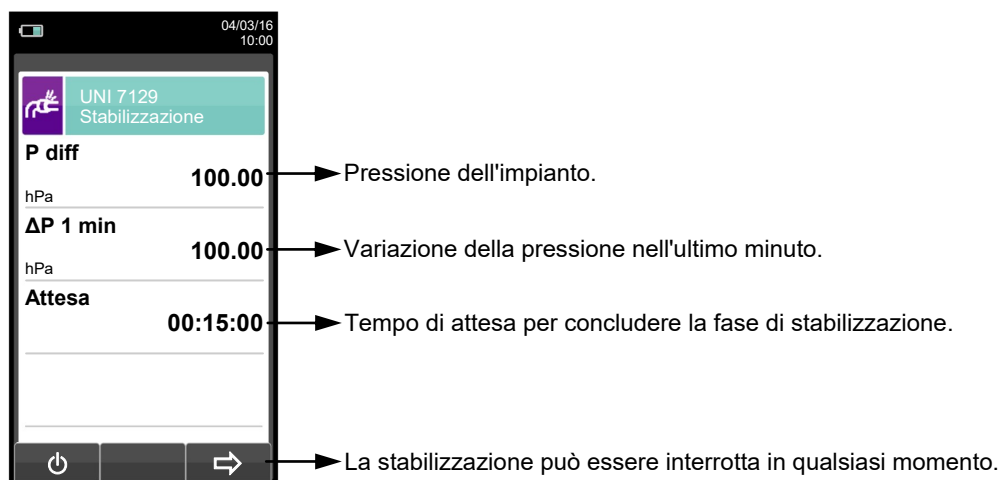 04/03/16
10:00
UNI 7129
Stabilizzazione
P diff
100.00
hPa
Pressione dell'impianto.
ΔP 1 min
100.00
hPa
Variazione della pressione nell'ultimo minuto.
Attesa
00:15:00
Tempo di attesa per concludere la fase di stabilizzazione.
La stabilizzazione può essere interrotta in qualsiasi momento.